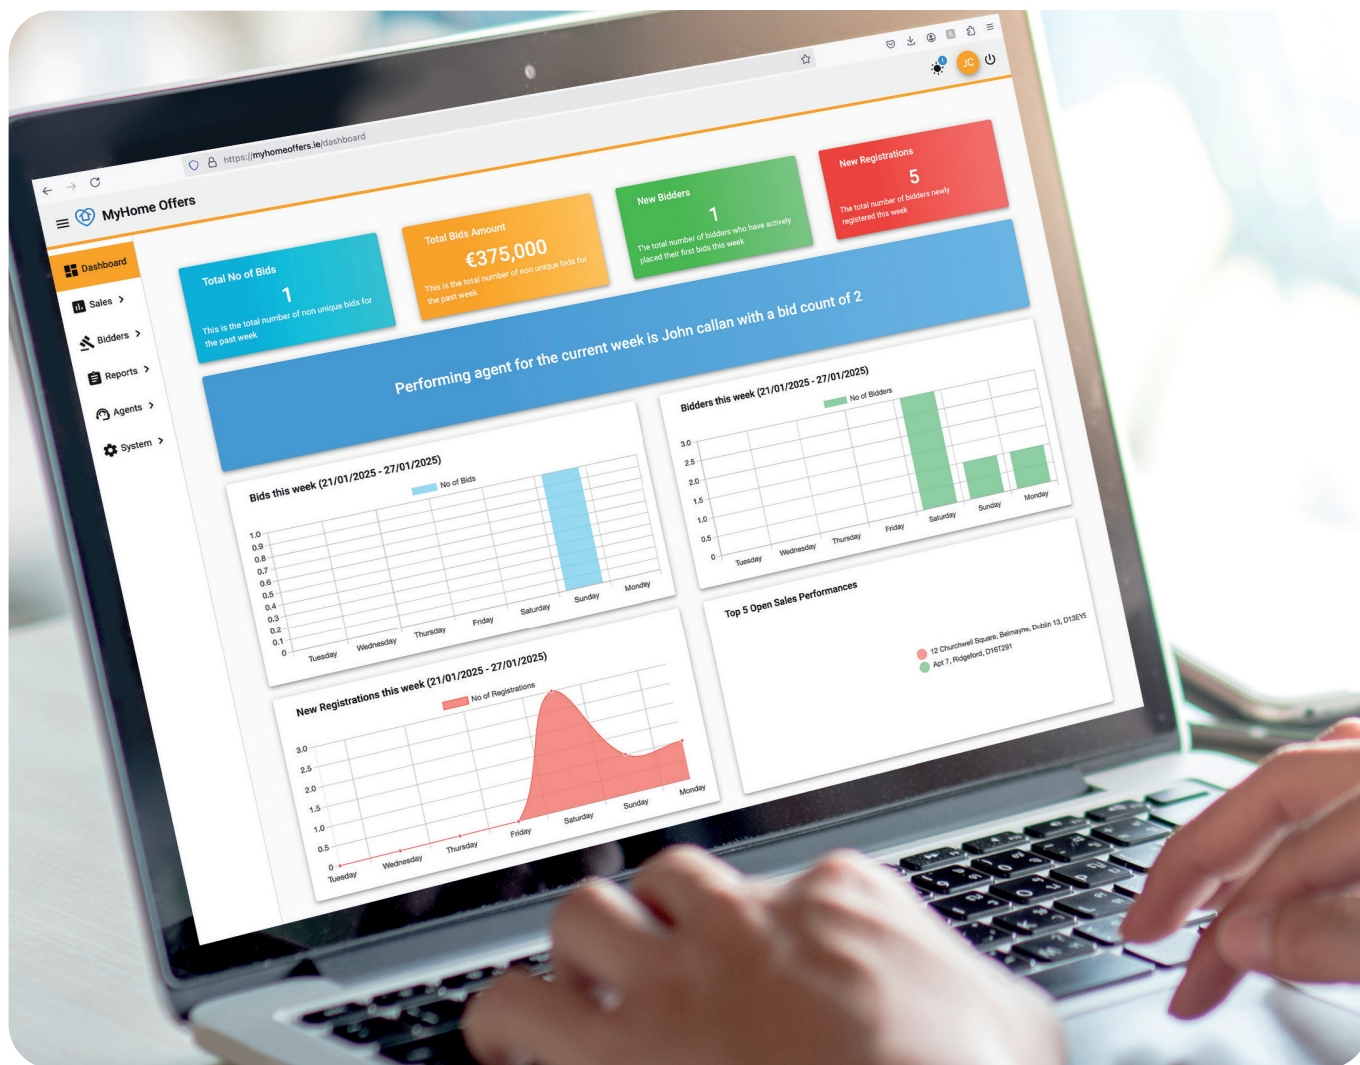 https://myhomeoffers.ie/dashboard
JC
MyHome Offers
Dashboard
Sales
Bidders
Reports
Agents
System
Total No of Bids
1
This is the total number of non unique bids for
the past week
Total Bids Amount
€375,000
This is the total number of non unique bids for
the past week
New Bidders
1
The total number of bidders who have actively
placed their first bids this week
New Registrations
5
The total number of bidders newly
registered this week
Performing agent for the current week is John callan with a bid count of 2
Bids this week (21/01/2025 - 27/01/2025)
No of Bids
1.0
0.9
0.8
0.7
0.6
0.5
0.4
0.3
0.2
0.1
0
Tuesday
Wednesday
Thursday
Friday
Saturday
Sunday
Monday
Bidders this week (21/01/2025 - 27/01/2025)
No of Bidders
3.0
2.5
2.0
1.5
1.0
0.5
0
Tuesday
Wednesday
Thursday
Friday
Saturday
Sunday
Monday
New Registrations this week (21/01/2025 - 27/01/2025)
No of Registrations
3.0
2.5
2.0
1.5
1.0
0.5
0
Tuesday
Wednesday
Thursday
Friday
Saturday
Sunday
Monday
Top 5 Open Sales Performances
12 Churchwell Square, Belmayne, Dublin 13, D13EY5
Apt 7, Ridgeford, D16T291